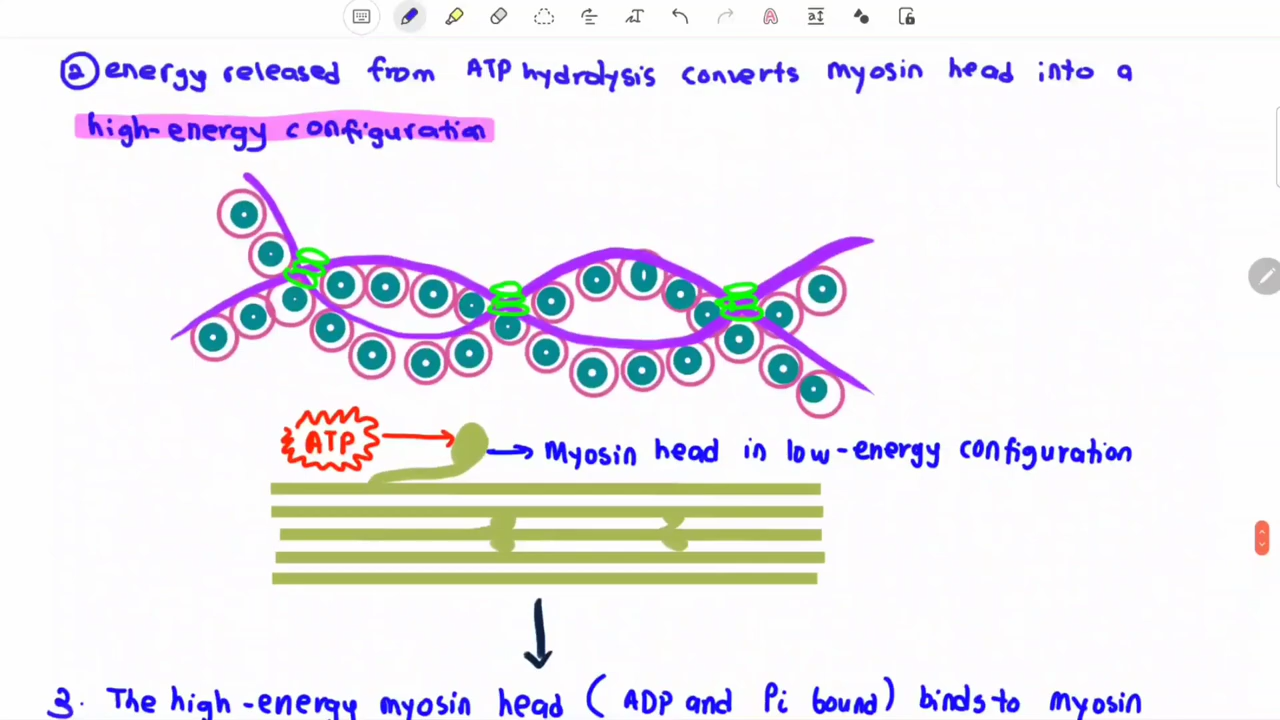 ② energy released from ATP hydrolysis converts myosin head into a
high-energy configuration
ATP
Myosin head in low-energy configuration
3. The high-energy myosin head (ADP and Pi bound) binds to myosin